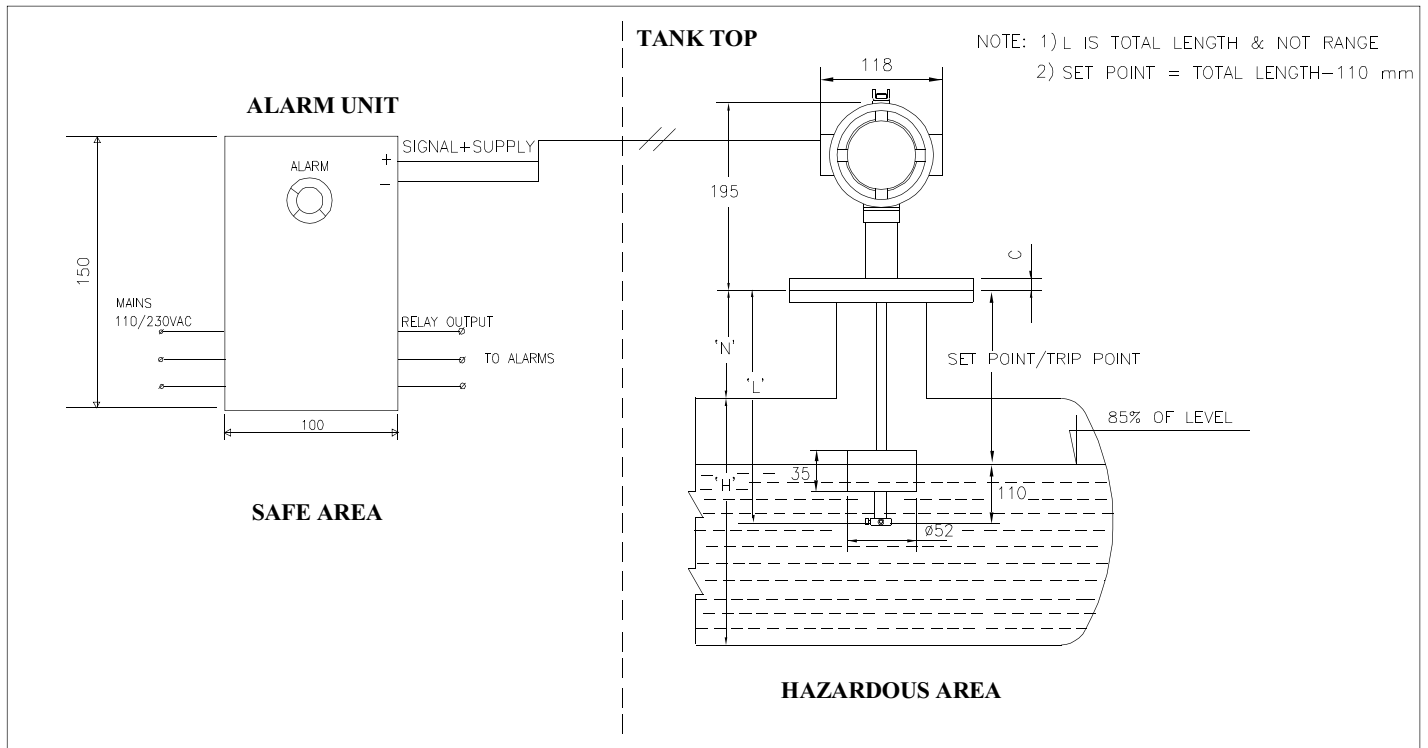 TANK TOP
NOTE: 1) L IS TOTAL LENGTH & NOT RANGE
2) SET POINT = TOTAL LENGTH-110 mm
118
ALARM UNIT
SIGNAL+SUPPLY
+
-
ALARM
195
150
C
MAINS
110/230VAC
RELAY OUTPUT
TO ALARMS
'N'
'L'
SET POINT/TRIP POINT
85% OF LEVEL
100
35
'H'
110
ø52
SAFE AREA
HAZARDOUS AREA